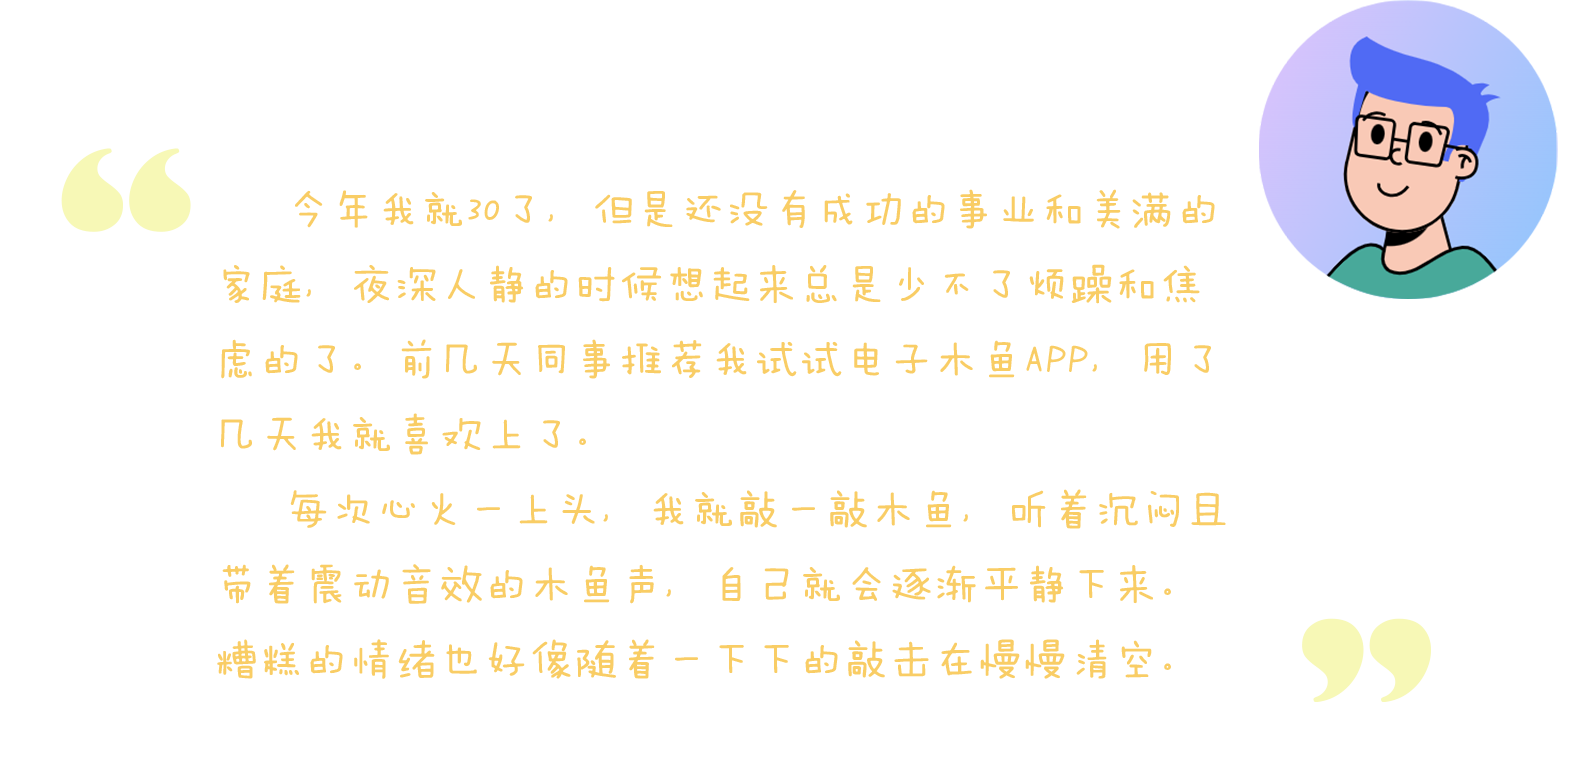 今年我就30了，但是还没有成功的事业和美满的
家庭，夜深人静的时候想起来总是少不了烦躁和焦
虑的了。前几天同事推荐我试试电子木鱼APP，用了
几天我就喜欢上了。
每次心火一上头，我就敲一敲木鱼，听着沉闷且
带着震动音效的木鱼声，自己就会逐渐平静下来。
糟糕的情绪也好像随着一下下的敲击在慢慢清空。